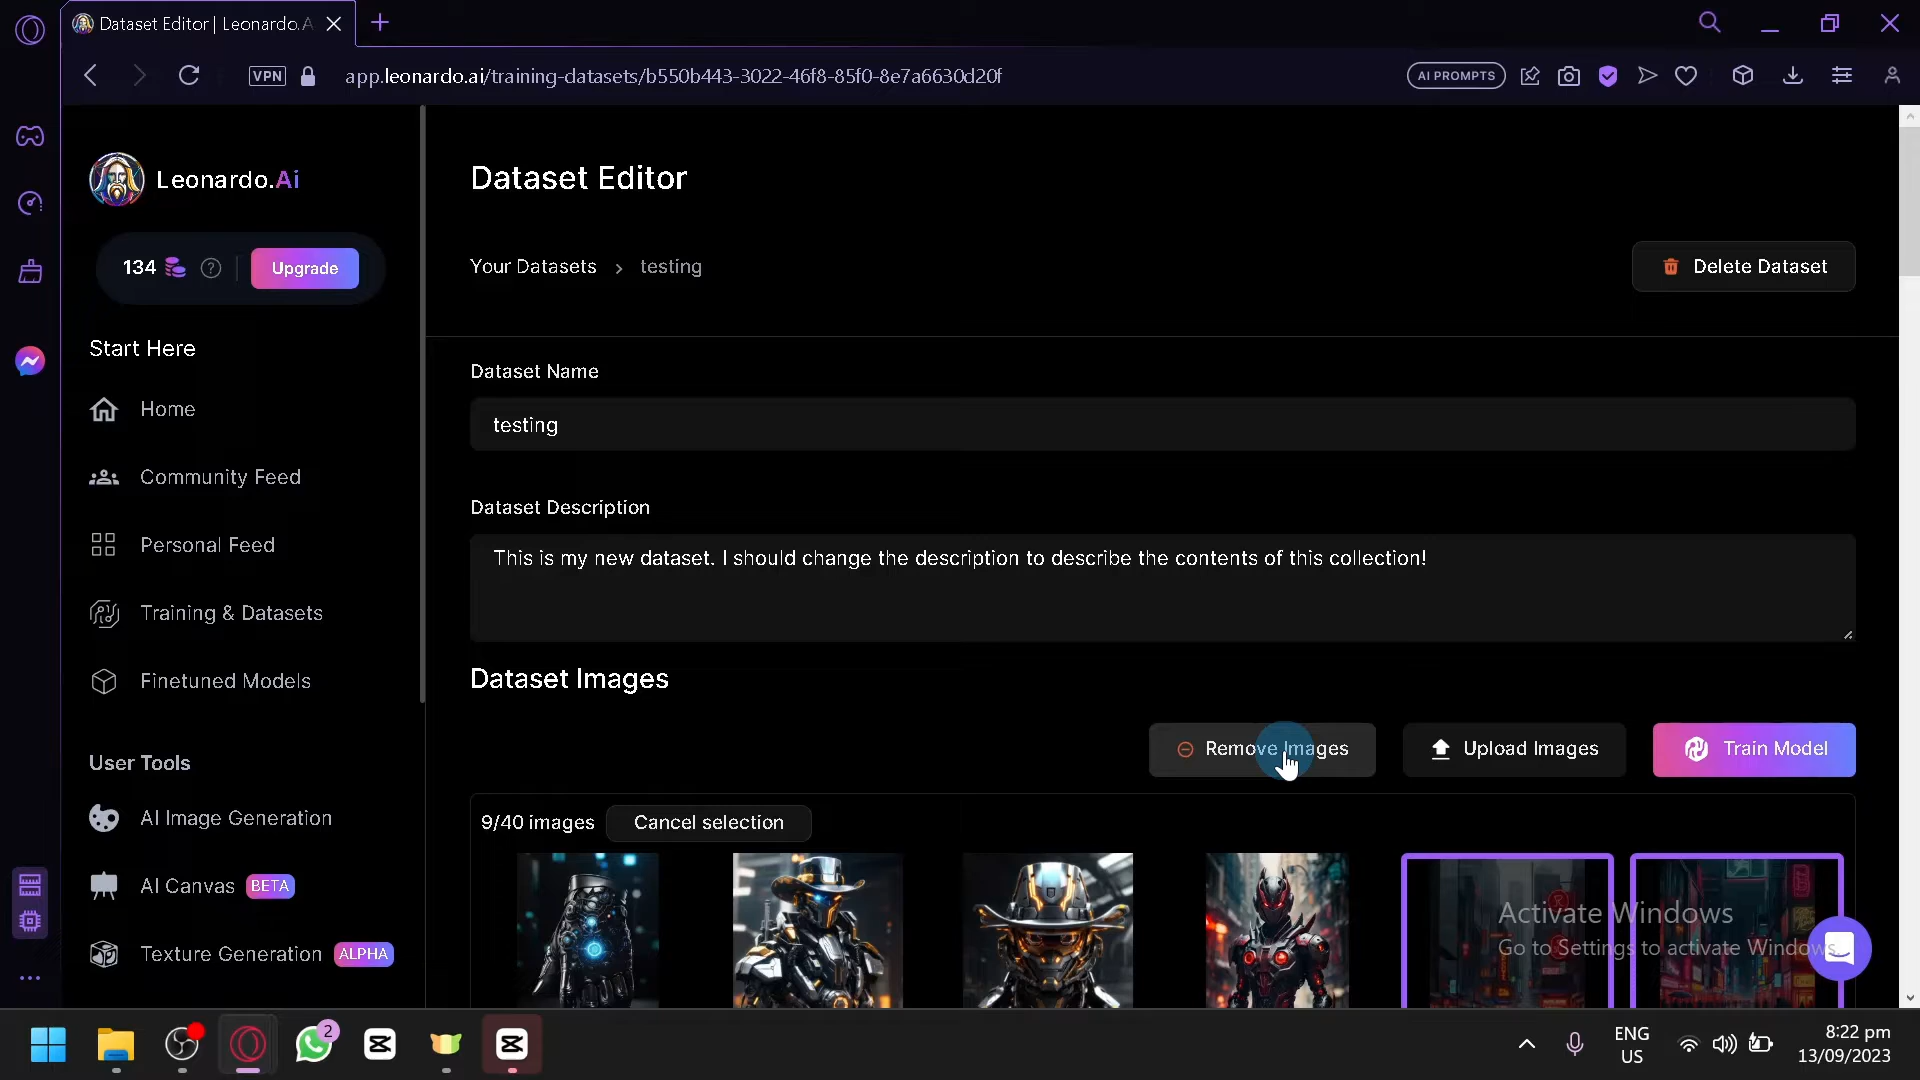 Dataset Editor | Leonardo.A
VPN
app.leonardo.ai/training-datasets/b550b443-3022-46f8-85f0-8e7a6630d20f
AI PROMPTS
Leonardo.Ai
134
Upgrade
Start Here
Home
Community Feed
Personal Feed
Training & Datasets
Finetuned Models
User Tools
AI Image Generation
AI Canvas BETA
Texture Generation ALPHA
Dataset Editor
Your Datasets > testing
Delete Dataset
Dataset Name
testing
Dataset Description
This is my new dataset. I should change the description to describe the contents of this collection!
Dataset Images
Remove Images
Upload Images
Train Model
9/40 images
Cancel selection
Activate Windows
Go to Settings to activate Windows.
2
ENG
US
8:22 pm
13/09/2023